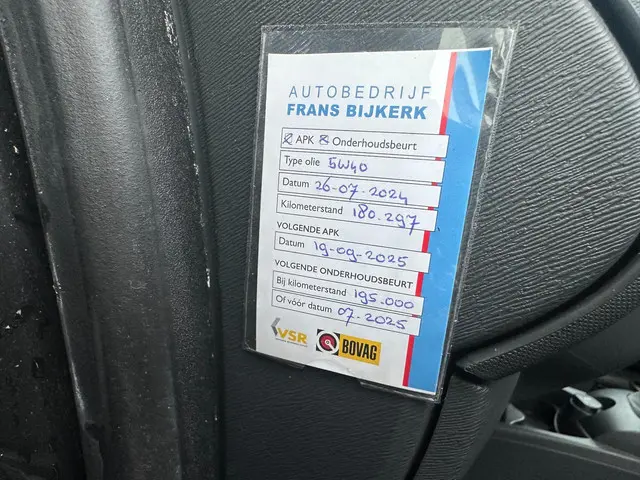 AUTOBEDRIJF
FRANS BIJKERK
APK Onderhoudsbeurt
Type olie 5W40
Datum 26-07-2024
Kilometerstand 180.297
VOLGENDE APK
Datum 19-09-2025
VOLGENDE ONDERHOUDSBEURT
Bij kilometerstand 195.000
Of vóór datum 07-2025
VSR
BOVAG